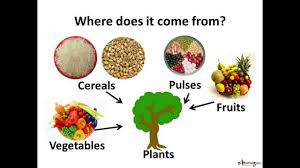 Where does it come from?
Cereals
Pulses
Fruits
Vegetables
Plants